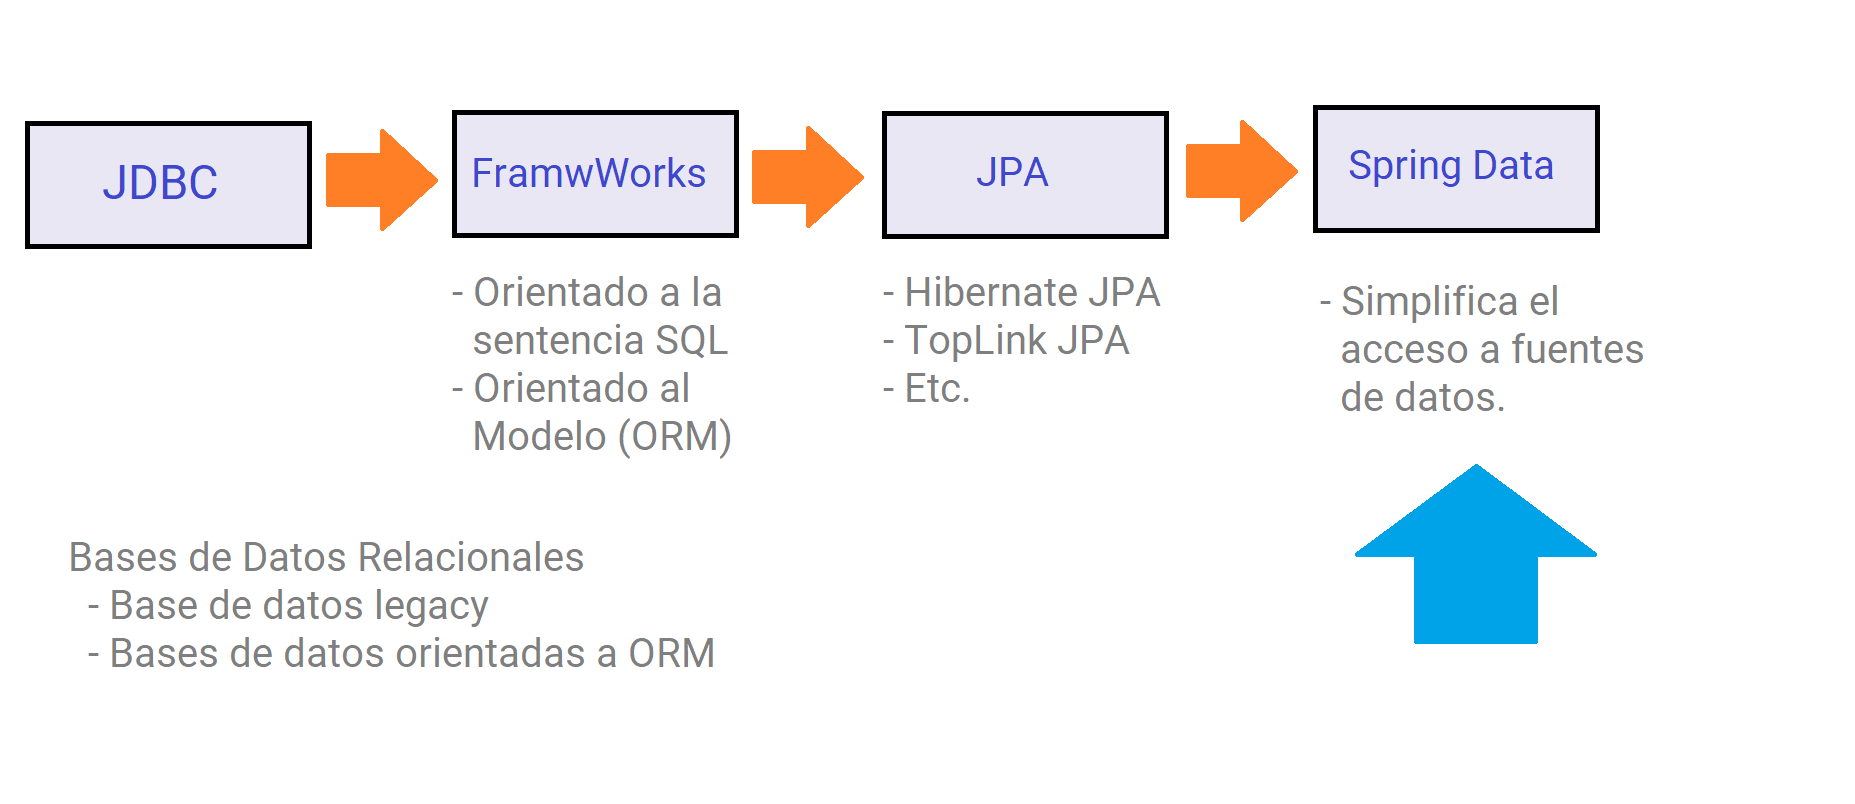 JDBC
FramwWorks
JPA
Spring Data
- Orientado a la
sentencia SQL
- Orientado al
Modelo (ORM)
- Hibernate JPA
- TopLink JPA
- Etc.
- Simplifica el
acceso a fuentes
de datos.
Bases de Datos Relacionales
- Base de datos legacy
- Bases de datos orientadas a ORM